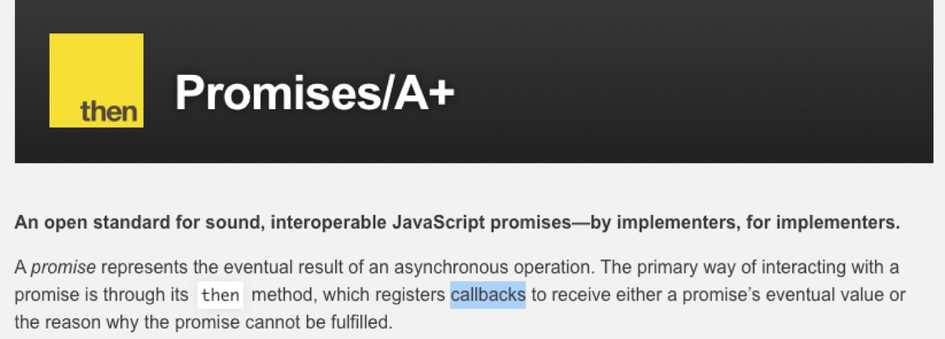 then
Promises/A+
An open standard for sound, interoperable JavaScript promises—by implementers, for implementers.
A promise represents the eventual result of an asynchronous operation. The primary way of interacting with a
promise is through its then method, which registers callbacks to receive either a promise’s eventual value or
the reason why the promise cannot be fulfilled.